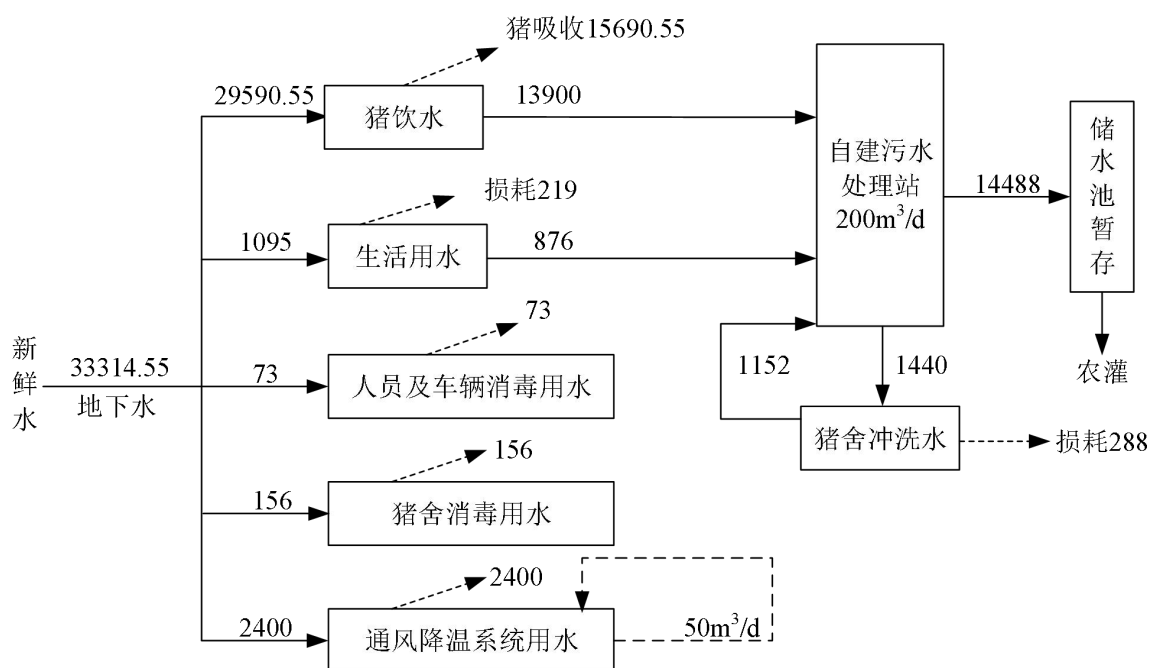 猪吸收15690.55
29590.55
猪饮水
13900
自建污水
处理站
200m³/d
14488
储
水
池
暂
存
农灌
损耗219
1095
生活用水
876
新
鲜
水
33314.55
地下水
73
73
人员及车辆消毒用水
1152
1440
猪舍冲洗水
损耗288
156
156
猪舍消毒用水
2400
2400
通风降温系统用水
50m³/d